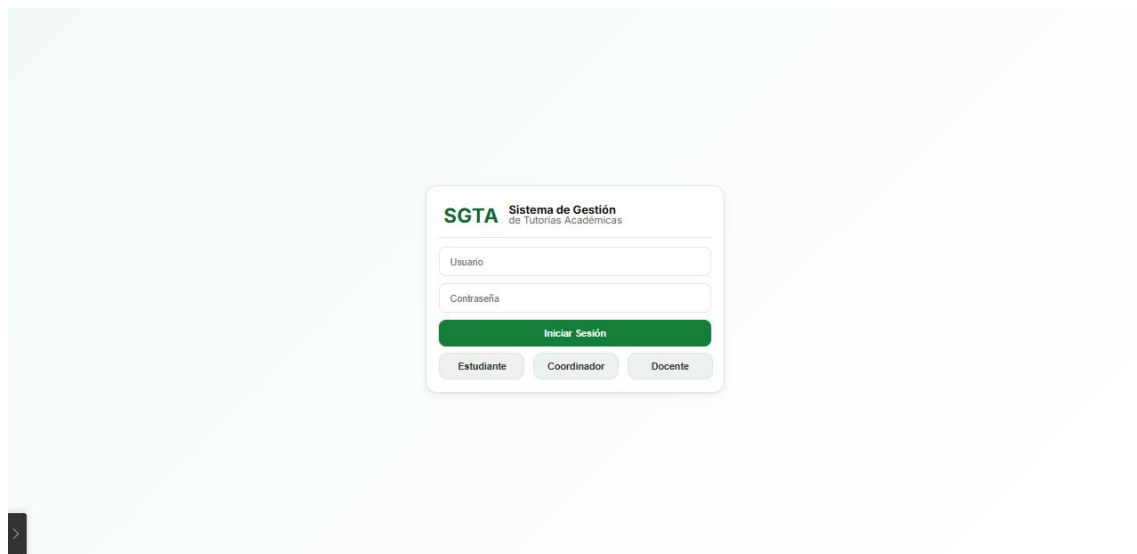 SGTA
Sistema de Gestión
de Tutorías Académicas
Usuario
Contraseña
Iniciar Sesión
Estudiante
Coordinador
Docente